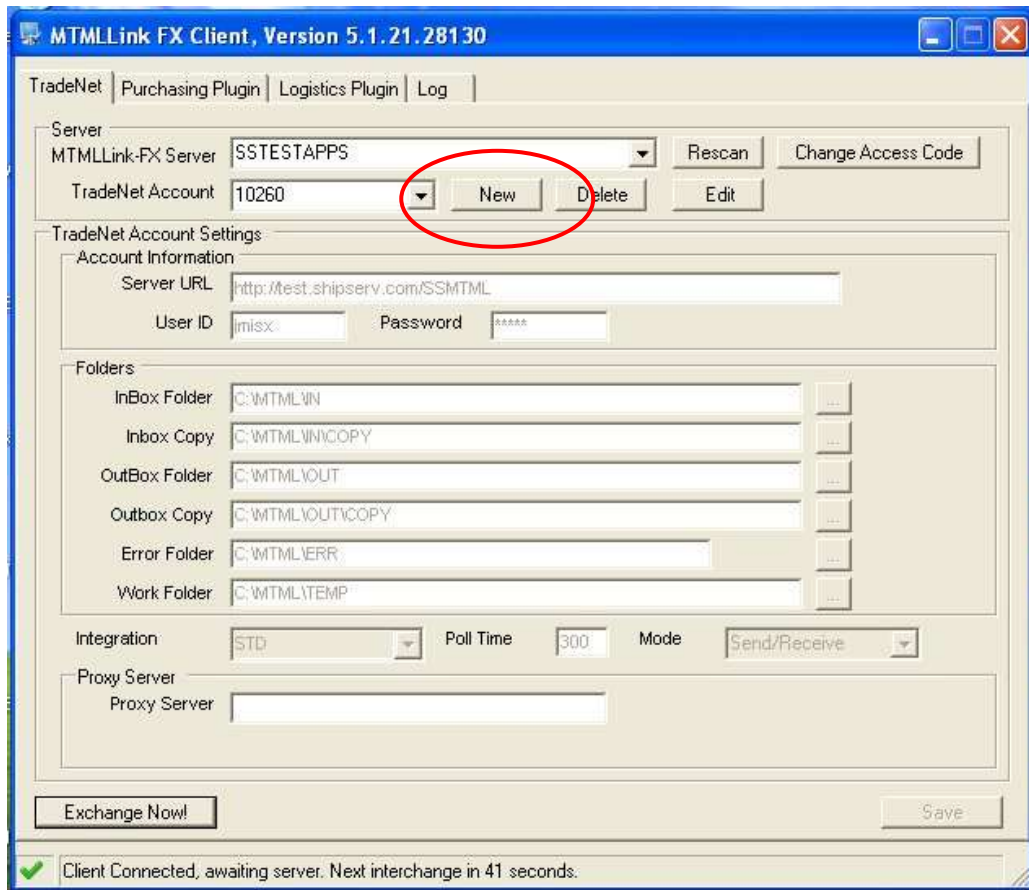 MTMLLink FX Client, Version 5.1.21.28130
TradeNet Purchasing Plugin Logistics Plugin Log
Server
MTMLLink-FX Server SSTESTAPPS Rescan Change Access Code
TradeNet Account 10260 New Delete Edit
TradeNet Account Settings
Account Information
Server URL http://test.shipserv.com/SSMTML
User ID jmisx Password *****
Folders
InBox Folder C:\MTML\IN ...
Inbox Copy C:\MTML\IN\COPY ...
OutBox Folder C:\MTML\OUT ...
Outbox Copy C:\MTML\OUT\COPY ...
Error Folder C:\MTML\ERR ...
Work Folder C:\MTML\TEMP ...
Integration STD Poll Time 300 Mode Send/Receive
Proxy Server
Proxy Server
Exchange Now! Save
Client Connected, awaiting server. Next interchange in 41 seconds.